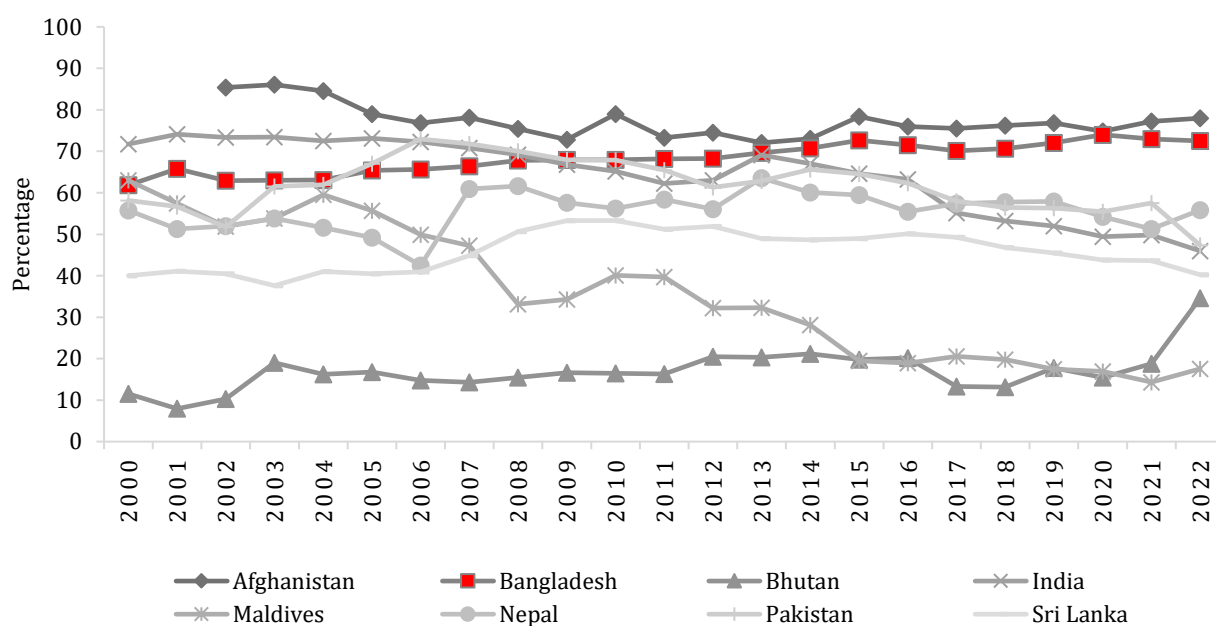 100
90
80
70
60
50
40
30
20
10
0
Percentage
2000 2001 2002 2003 2004 2005 2006 2007 2008 2009 2010 2011 2012 2013 2014 2015 2016 2017 2018 2019 2020 2021 2022
Afghanistan Bangladesh Bhutan India
Maldives Nepal Pakistan Sri Lanka